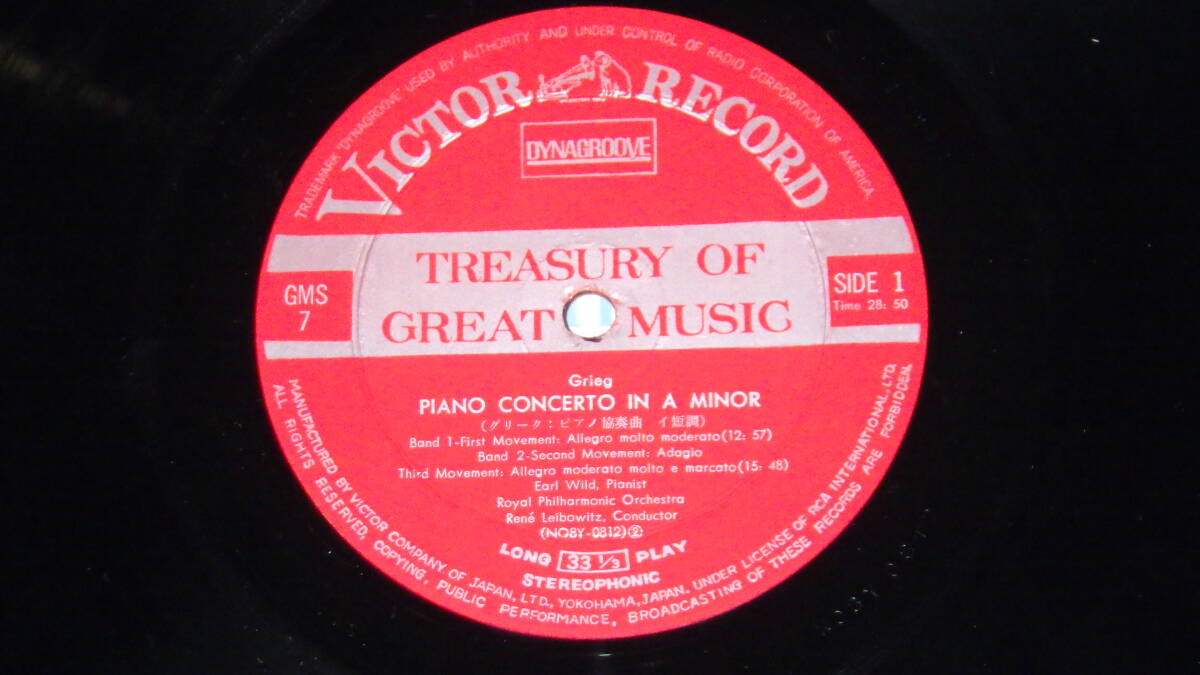 TRADEMARK "DYNAGROOVE" USED BY AUTHORITY AND UNDER CONTROL OF RADIO CORPORATION OF AMERICA.
VICTOR RECORD
DYNAGROOVE
TREASURY OF
GREAT MUSIC
GMS
7
SIDE 1
Time 28: 50
Grieg
PIANO CONCERTO IN A MINOR
(グリーク：ピアノ協奏曲 イ短調)
Band 1-First Movement: Allegro molto moderato(12: 57)
Band 2-Second Movement: Adagio
Third Movement: Allegro moderato molto e marcato(15: 48)
Earl Wild, Pianist
Royal Philharmonic Orchestra
René Leibowitz, Conductor
(NQ8Y-0812)②
LONG 33 1/3 PLAY
STEREOPHONIC
MANUFACTURED BY VICTOR COMPANY OF JAPAN, LTD., YOKOHAMA, JAPAN, UNDER LICENSE OF RCA INTERNATIONAL, LTD.
ALL RIGHTS RESERVED, COPYING, PUBLIC PERFORMANCE, BROADCASTING OF THESE RECORDS ARE FORBIDDEN.